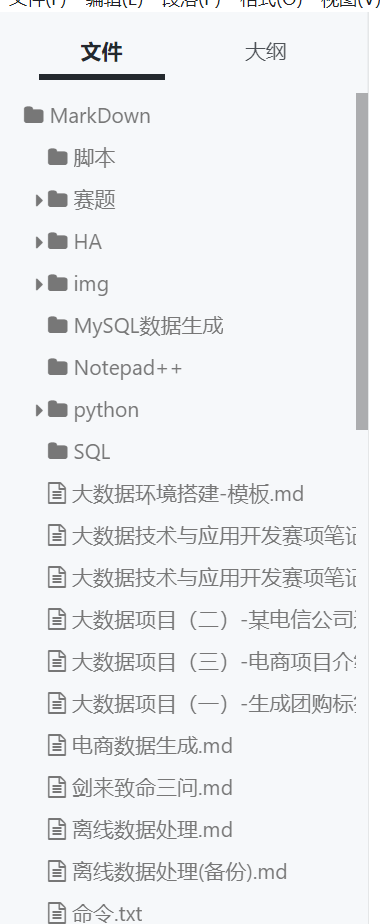 文件(F) 编辑(E) 段落(P) 格式(O) 视图(V)
文件 大纲
MarkDown
脚本
赛题
HA
img
MySQL数据生成
Notepad++
python
SQL
大数据环境搭建-模板.md
大数据技术与应用开发赛项笔记
大数据技术与应用开发赛项笔记
大数据项目（二）-某电信公司
大数据项目（三）-电商项目介绍
大数据项目（一）-生成团购标签
电商数据生成.md
剑来致命三问.md
离线数据处理.md
离线数据处理(备份).md
命令.txt